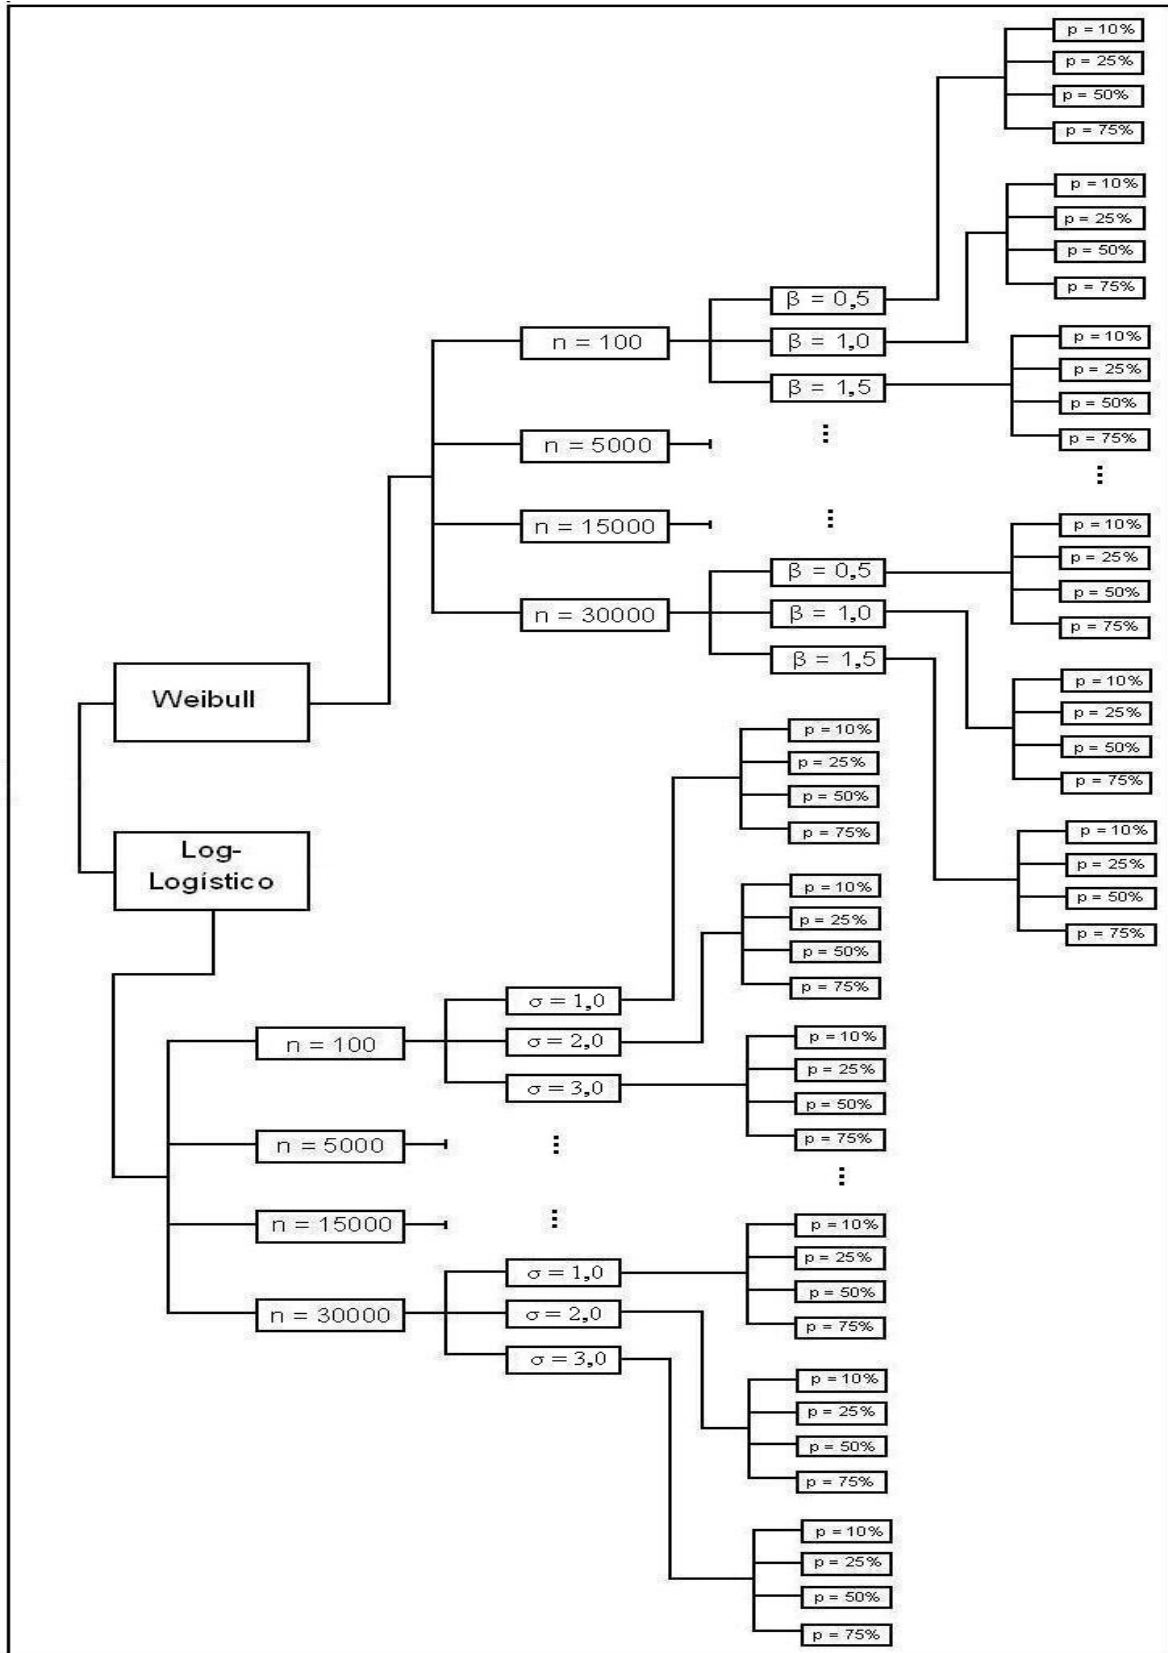 p = 10%
p = 25%
p = 50%
p = 75%
p = 10%
p = 25%
p = 50%
p = 75%
β = 0,5
n = 100
β = 1,0
β = 1,5
p = 10%
p = 25%
p = 50%
p = 75%
n = 5000
⋮
⋮
n = 15000
⋮
β = 0,5
n = 30000
β = 1,0
β = 1,5
p = 10%
p = 25%
p = 50%
p = 75%
p = 10%
p = 25%
p = 50%
p = 75%
p = 10%
p = 25%
p = 50%
p = 75%
Weibull
Log-
Logístico
p = 10%
p = 25%
p = 50%
p = 75%
p = 10%
p = 25%
p = 50%
p = 75%
σ = 1,0
n = 100
σ = 2,0
σ = 3,0
p = 10%
p = 25%
p = 50%
p = 75%
n = 5000
⋮
⋮
n = 15000
⋮
σ = 1,0
n = 30000
σ = 2,0
σ = 3,0
p = 10%
p = 25%
p = 50%
p = 75%
p = 10%
p = 25%
p = 50%
p = 75%
p = 10%
p = 25%
p = 50%
p = 75%